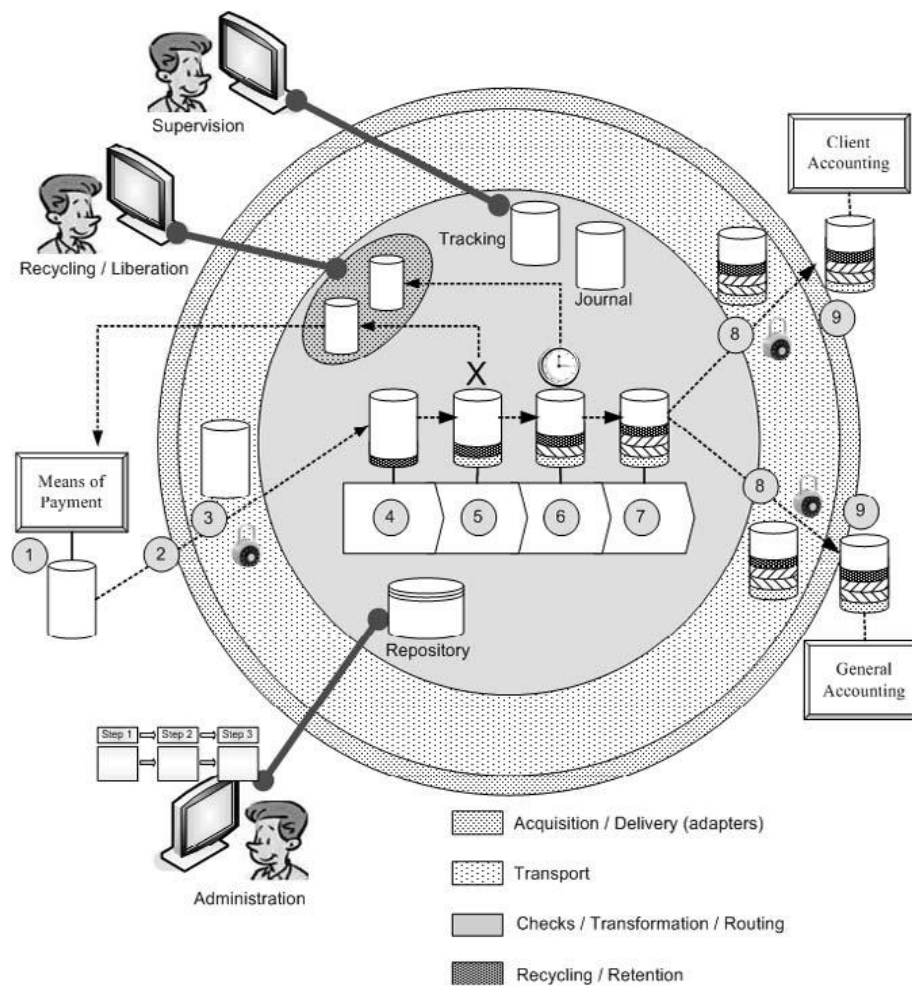 Supervision
Client
Accounting
Recycling / Liberation
Tracking
Journal
8
9
X
Means of
Payment
1
2
3
4
5
6
7
8
9
Repository
General
Accounting
Step 1
Step 2
Step 3
Administration
Acquisition / Delivery (adapters)
Transport
Checks / Transformation / Routing
Recycling / Retention